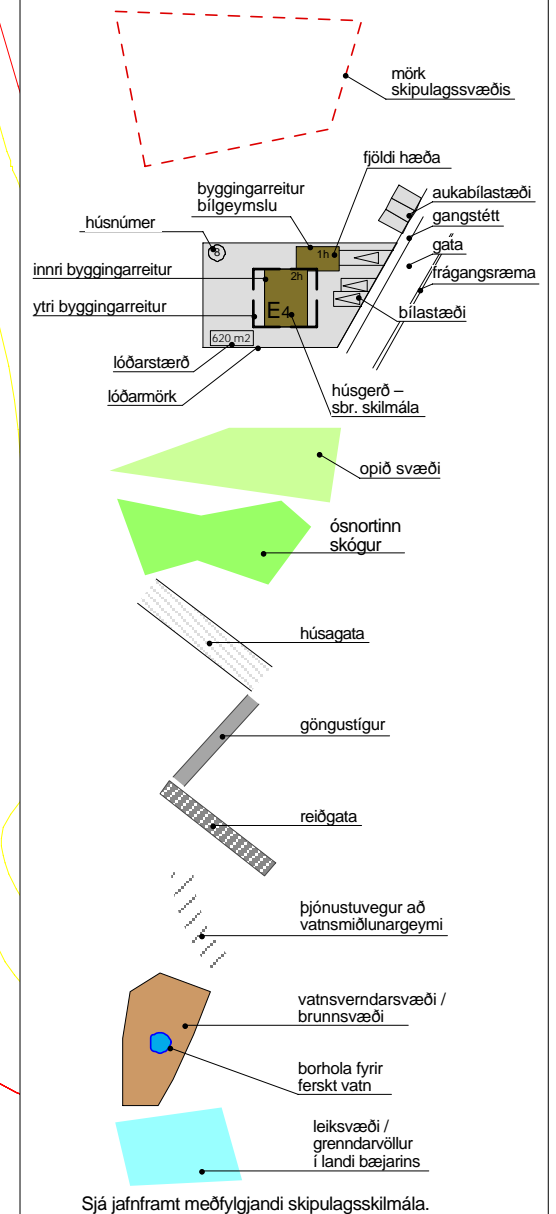 mörk
skipulagssvæðis
fjöldi hæða
byggingarreitur
bílgeymslu
aukabílastæði
gangstétt
húsnúmer
8
1h
gata
innri byggingarreitur
2h
frágangsræma
ytri byggingarreitur
E4
bílastæði
620 m2
lóðarstærð
lóðarmörk
húsgerð –
sbr. skilmála
opið svæði
ósnortinn
skógur
húsagata
göngustígur
reiðgata
þjónustuvegur að
vatnsmiðlunargeymi
vatnsverndarsvæði /
brunnsvæði
borhola fyrir
ferskt vatn
leiksvæði /
grenndarvöllur
í landi bæjarins
Sjá jafnframt meðfylgjandi skipulagsskilmála.